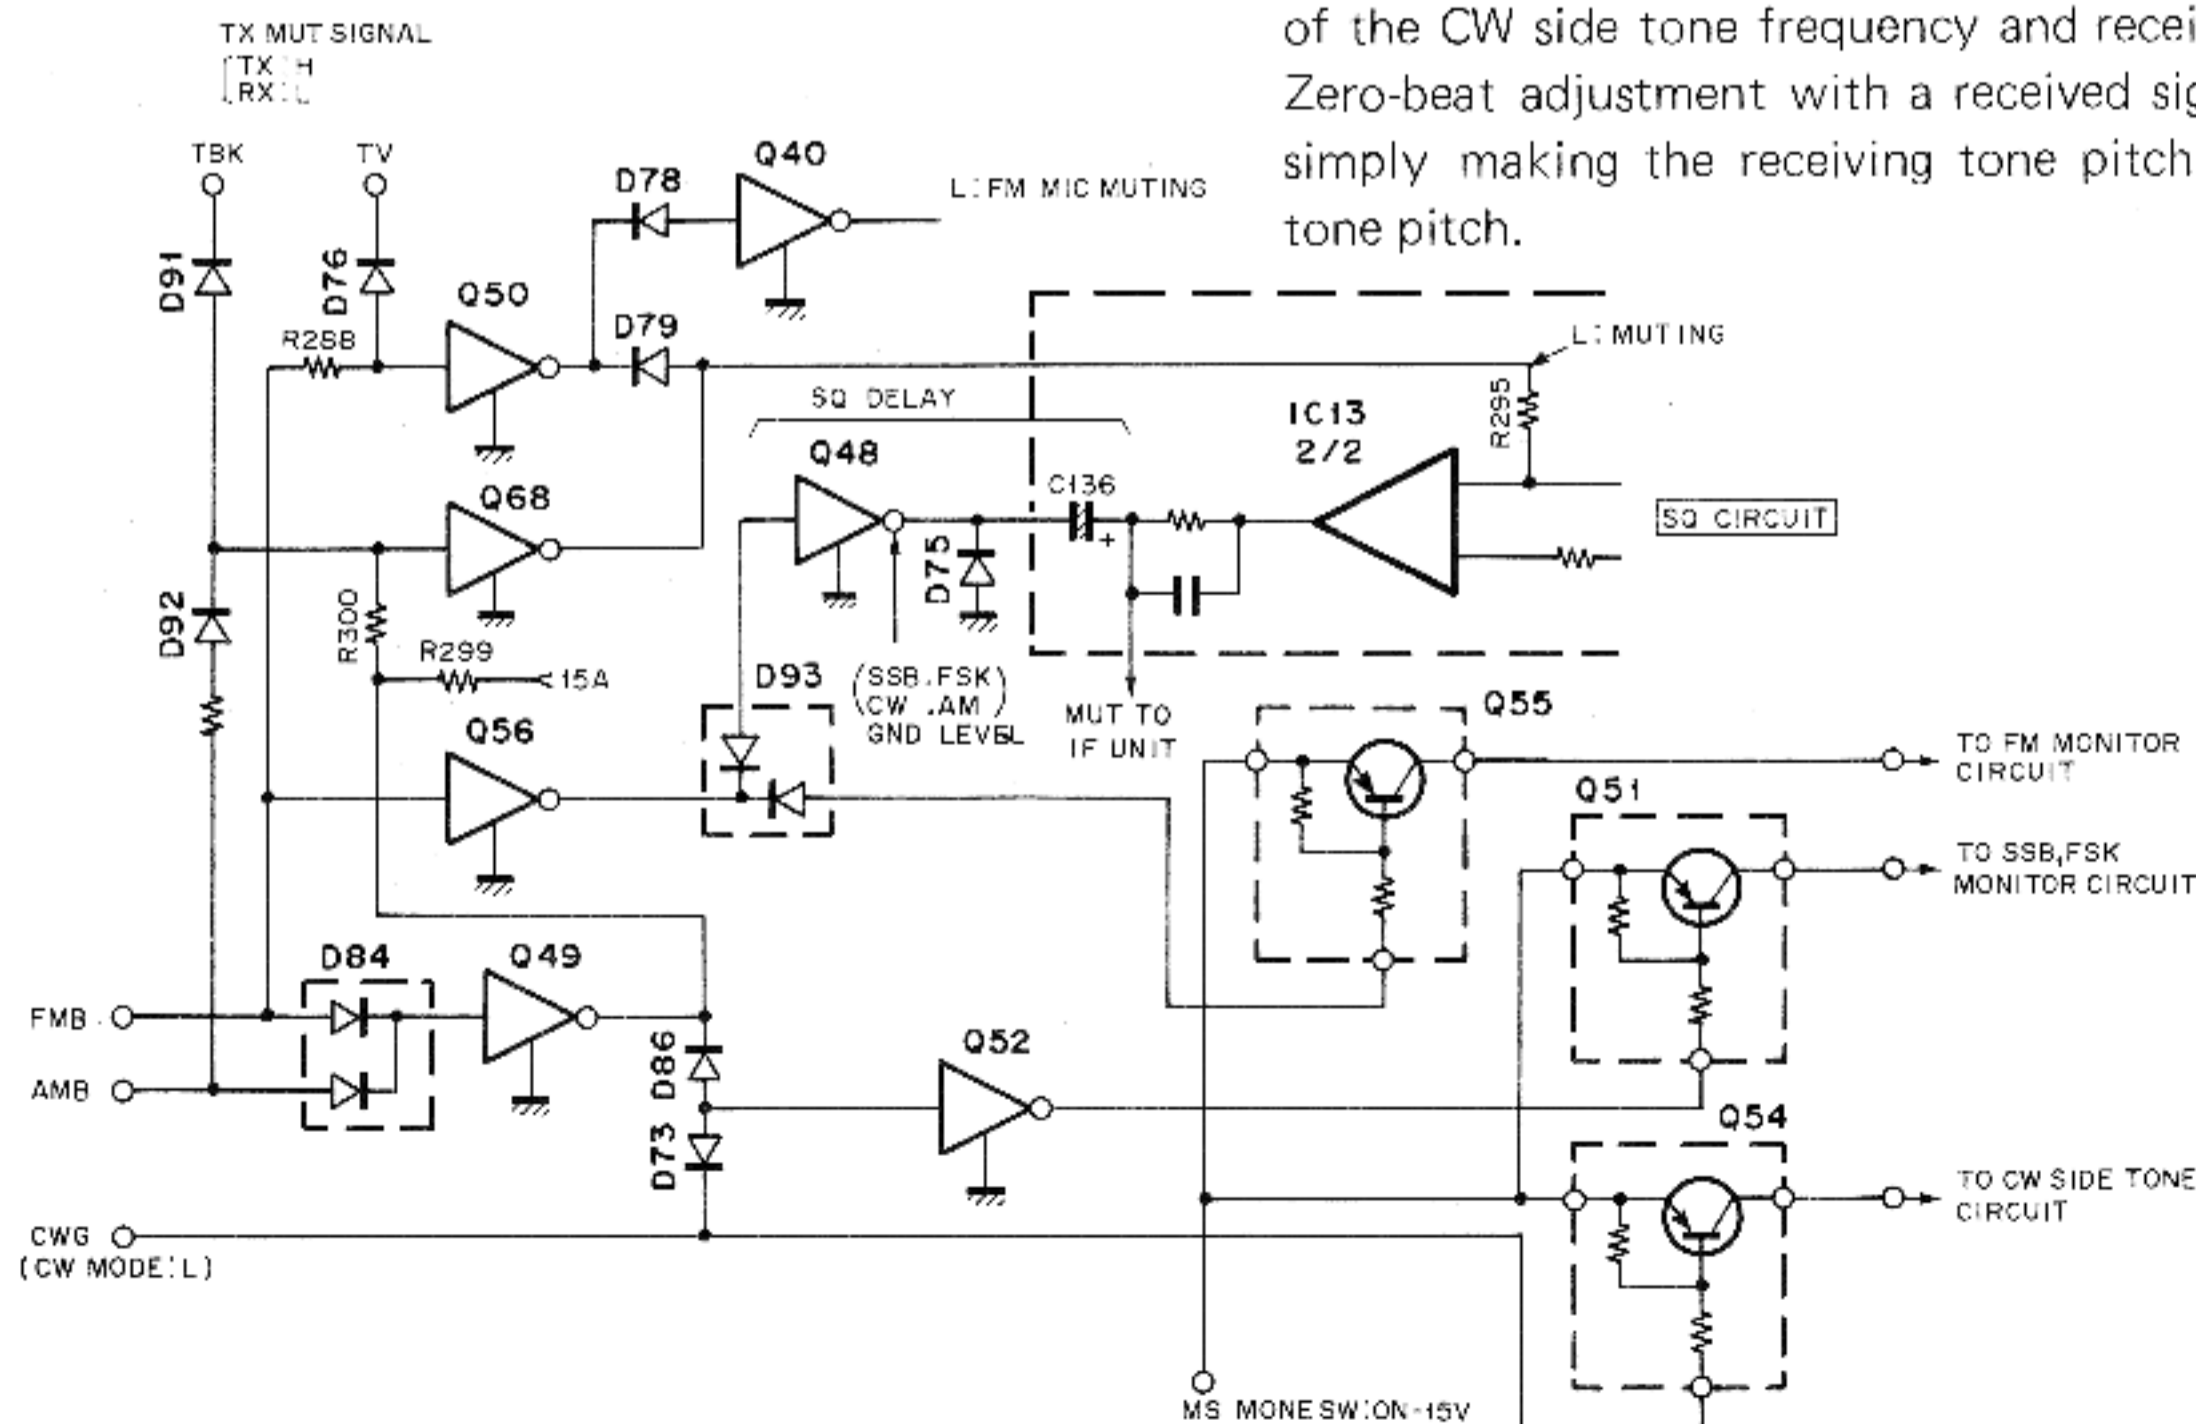 of the CW side tone frequency and recei
Zero-beat adjustment with a received sig
simply making the receiving tone pitch
tone pitch.
TX MUT SIGNAL
TX : H
RX : L
TBK
TV
D91
D76
R288
Q50
D78
Q40
L : FM MIC MUTING
D79
L : MUTING
SQ DELAY
R295
IC13
2/2
Q48
C136
+
Q68
SQ CIRCUIT
D75
D92
R300
R299
<15A
D93
(SSB.FSK)
(CW .AM )
GND LEVEL
MUT TO
IF UNIT
Q55
Q56
TO FM MONITOR
CIRCUIT
Q51
TO SSB,FSK
MONITOR CIRCUIT
D84
Q49
FMB
AMB
D86
Q52
D73
Q54
TO CW SIDE TONE
CIRCUIT
CWG
(CW MODE:L)
MS MONESW:ON-15V